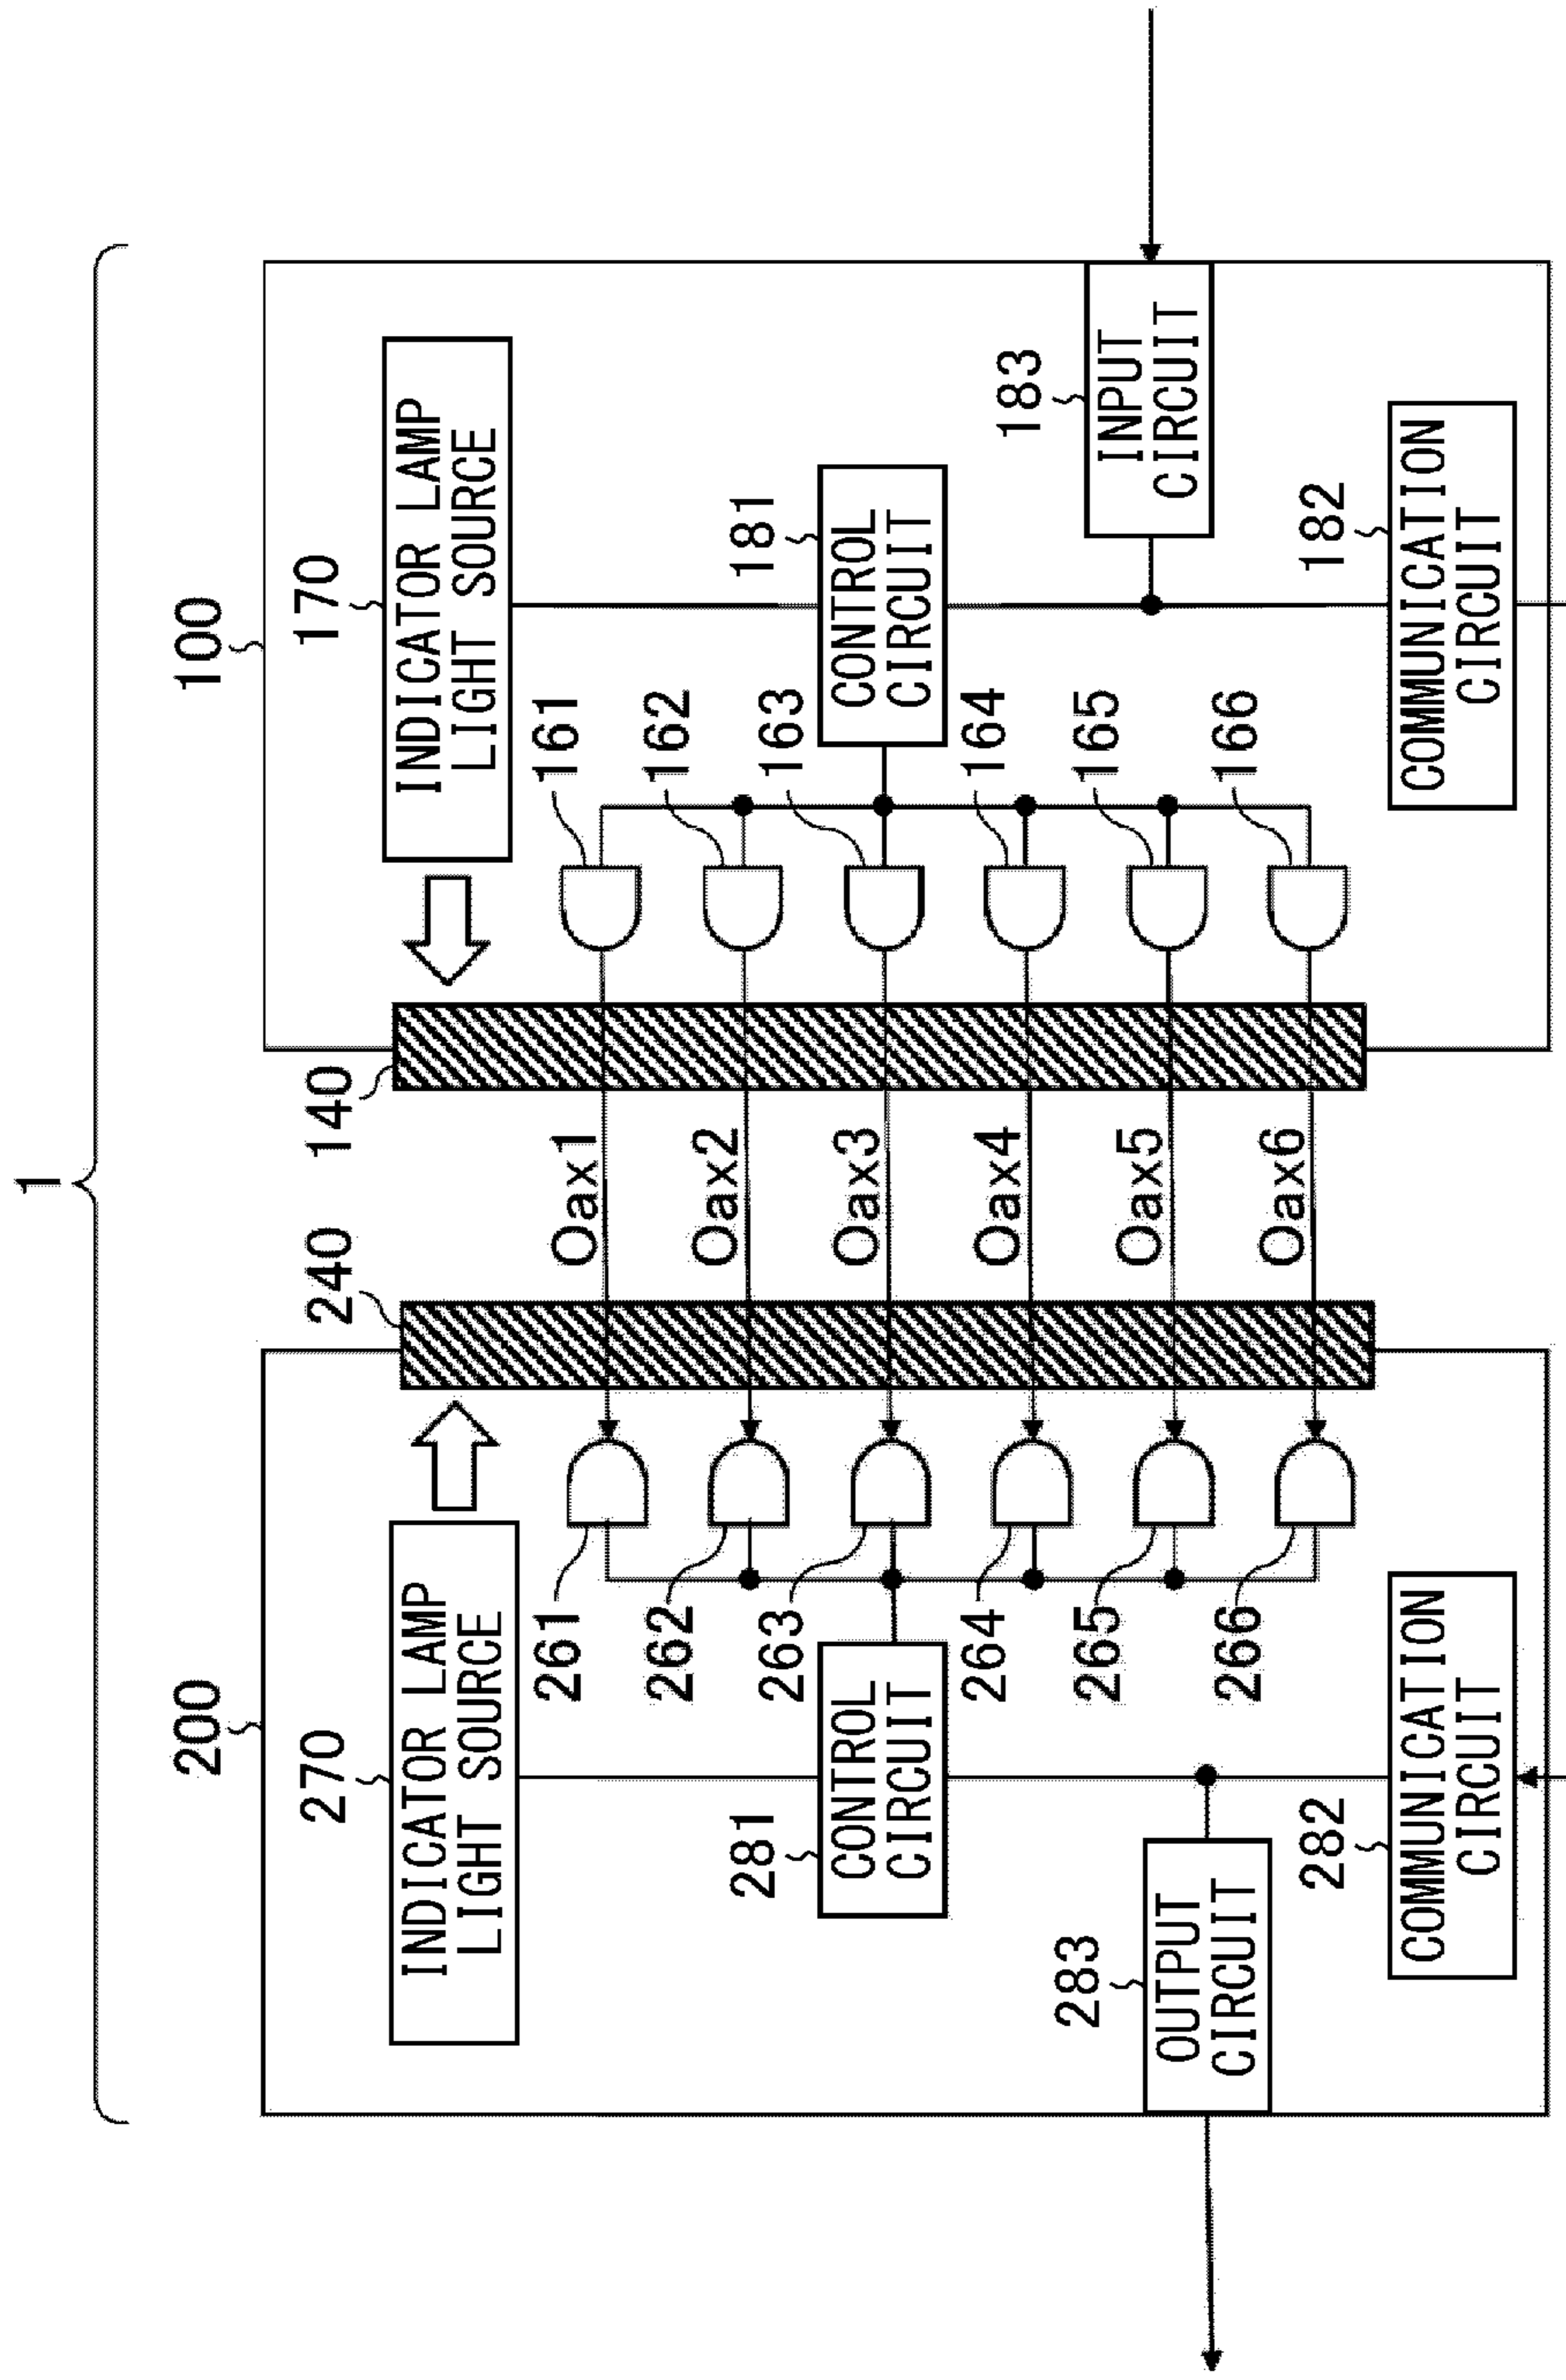 1
200
100
270
INDICATOR LAMP
LIGHT SOURCE
240
140
170
INDICATOR LAMP
LIGHT SOURCE
261
Oax1
161
262
Oax2
162
281
CONTROL
CIRCUIT
263
Oax3
163
181
CONTROL
CIRCUIT
264
Oax4
164
283
OUTPUT
CIRCUIT
265
Oax5
165
183
INPUT
CIRCUIT
266
Oax6
166
282
COMMUNICATION
CIRCUIT
182
COMMUNICATION
CIRCUIT